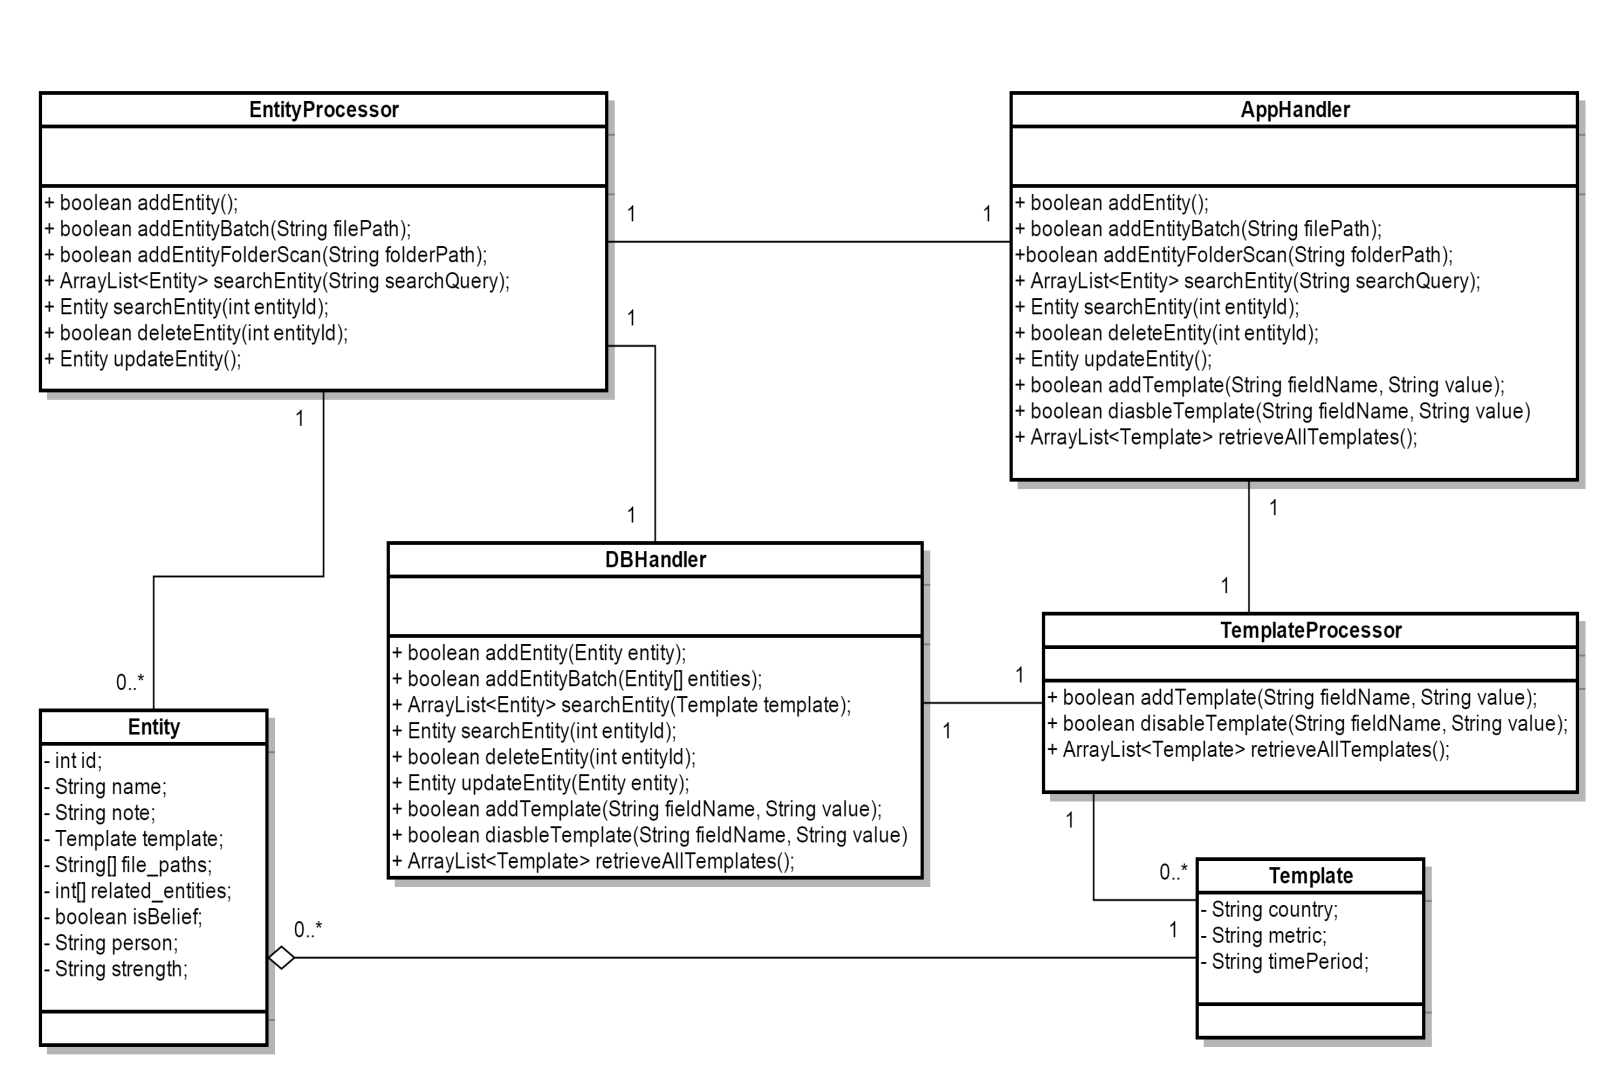 EntityProcessor
+ boolean addEntity();
+ boolean addEntityBatch(String filePath);
+ boolean addEntityFolderScan(String folderPath);
+ ArrayList<Entity> searchEntity(String searchQuery);
+ Entity searchEntity(int entityId);
+ boolean deleteEntity(int entityId);
+ Entity updateEntity();
1
1
1
1
1
AppHandler
+ boolean addEntity();
+ boolean addEntityBatch(String filePath);
+boolean addEntityFolderScan(String folderPath);
+ ArrayList<Entity> searchEntity(String searchQuery);
+ Entity searchEntity(int entityId);
+ boolean deleteEntity(int entityId);
+ Entity updateEntity();
+ boolean addTemplate(String fieldName, String value);
+ boolean diasbleTemplate(String fieldName, String value)
+ ArrayList<Template> retrieveAllTemplates();
1
1
DBHandler
+ boolean addEntity(Entity entity);
+ boolean addEntityBatch(Entity[] entities);
+ ArrayList<Entity> searchEntity(Template template);
+ Entity searchEntity(int entityId);
+ boolean deleteEntity(int entityId);
+ Entity updateEntity(Entity entity);
+ boolean addTemplate(String fieldName, String value);
+ boolean diasbleTemplate(String fieldName, String value)
+ ArrayList<Template> retrieveAllTemplates();
1
1
TemplateProcessor
+ boolean addTemplate(String fieldName, String value);
+ boolean disableTemplate(String fieldName, String value);
+ ArrayList<Template> retrieveAllTemplates();
1
0..*
0..*
Entity
- int id;
- String name;
- String note;
- Template template;
- String[] file_paths;
- int[] related_entities;
- boolean isBelief;
- String person;
- String strength;
0..*
1
Template
- String country;
- String metric;
- String timePeriod;